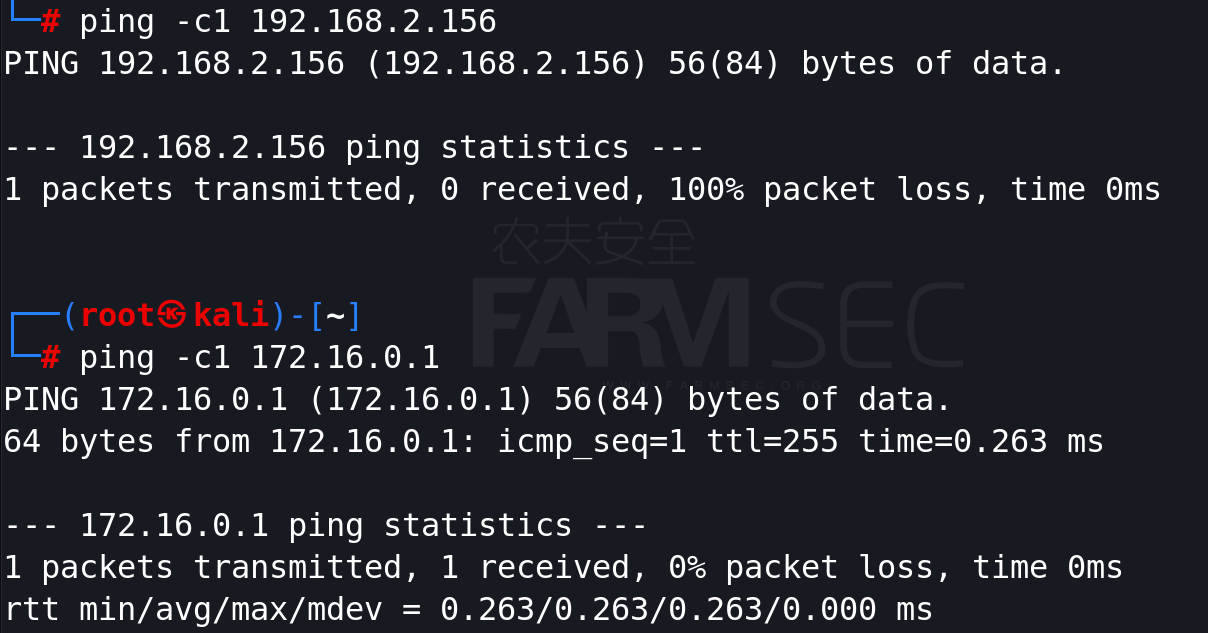 └─# ping -c1 192.168.2.156
PING 192.168.2.156 (192.168.2.156) 56(84) bytes of data.
--- 192.168.2.156 ping statistics ---
1 packets transmitted, 0 received, 100% packet loss, time 0ms
农夫安全
FARMSEC
┌──(root㉿kali)-[~]
└─# ping -c1 172.16.0.1
WWW.FARMSEC.ORG
PING 172.16.0.1 (172.16.0.1) 56(84) bytes of data.
64 bytes from 172.16.0.1: icmp_seq=1 ttl=255 time=0.263 ms
--- 172.16.0.1 ping statistics ---
1 packets transmitted, 1 received, 0% packet loss, time 0ms
rtt min/avg/max/mdev = 0.263/0.263/0.263/0.000 ms